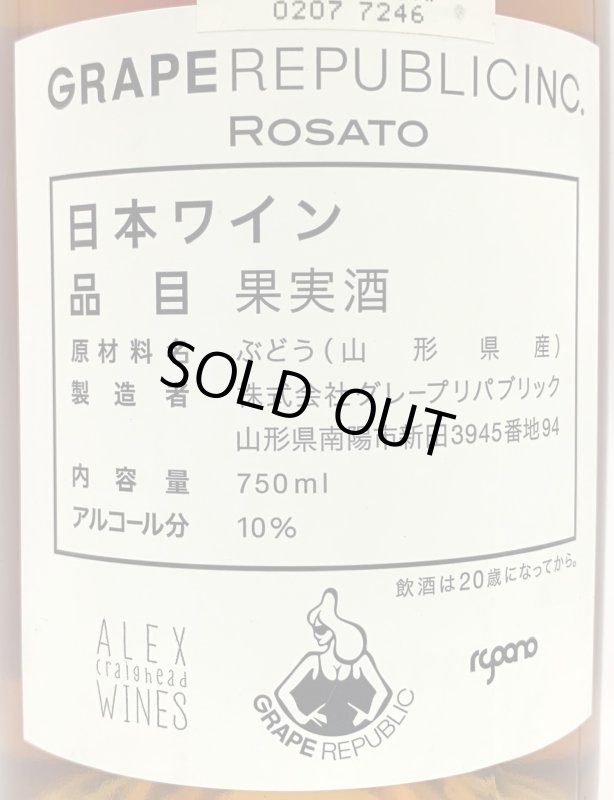 0207 7246
GRAPE REPUBLIC INC.
ROSATO
日本ワイン
品目 果実酒
原材料名 ぶどう(山形県産)
製造者 株式会社グレープリパブリック
山形県南陽市新田3945番地94
内容量 750ml
アルコール分 10%
SOLD OUT
飲酒は20歳になってから。
ALEX
craighead
WINES
GRAPE REPUBLIC